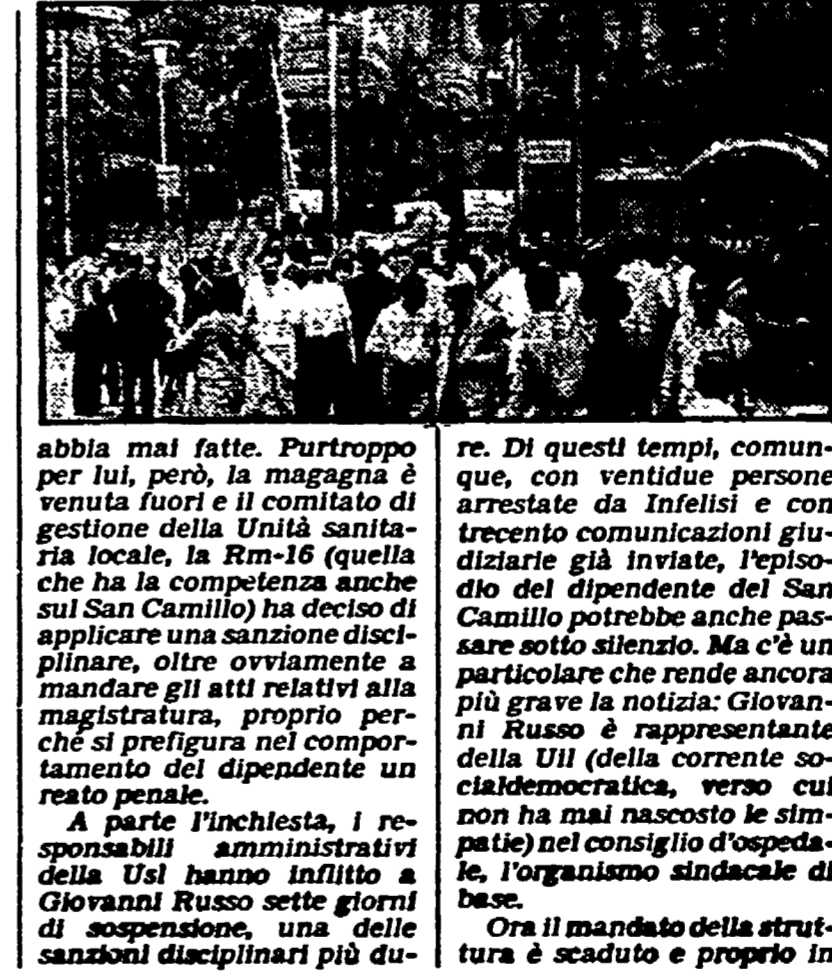 abbia mai fatte. Purtroppo
per lui, però, la magagna è
venuta fuori e il comitato di
gestione della Unità sanita-
ria locale, la Rm-16 (quella
che ha la competenza anche
sul San Camillo) ha deciso di
applicare una sanzione disci-
plinare, oltre ovviamente a
mandare gli atti relativi alla
magistratura, proprio per-
ché si prefigura nel compor-
tamento del dipendente un
reato penale.
A parte l'inchiesta, i re-
sponsabili amministrativi
della Usl hanno inflitto a
Giovanni Russo sette giorni
di sospensione, una delle
sanzioni disciplinari più du-
re. Di questi tempi, comun-
que, con ventidue persone
arrestate da Infelisi e con
trecento comunicazioni giu-
diziarie già inviate, l'episo-
dio del dipendente del San
Camillo potrebbe anche pas-
sare sotto silenzio. Ma c'è un
particolare che rende ancora
più grave la notizia: Giovan-
ni Russo è rappresentante
della Uil (della corrente so-
cialdemocratica, verso cui
non ha mai nascosto le sim-
patie) nel consiglio d'ospeda-
le, l'organismo sindacale di
base.
Ora il mandato della strut-
tura è scaduto e proprio in